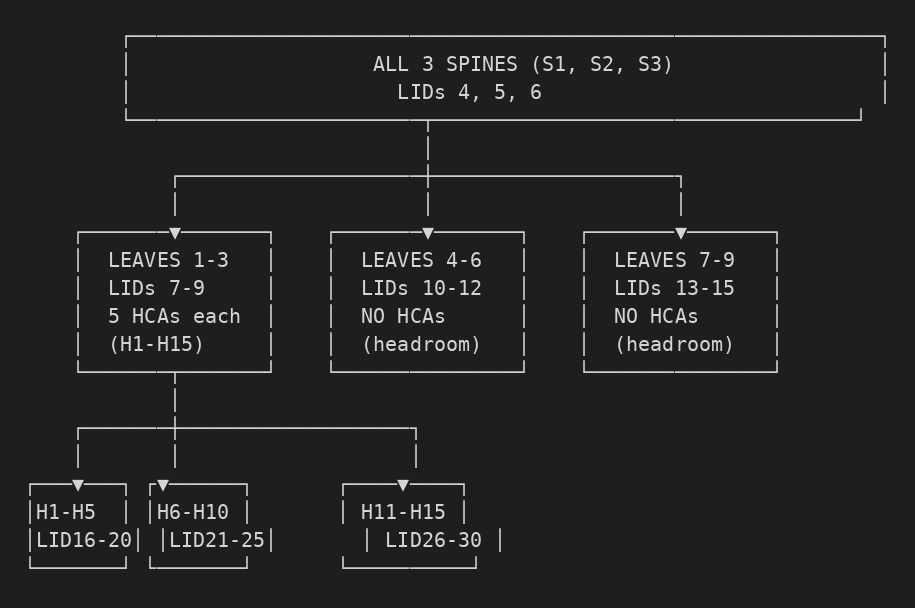 ALL 3 SPINES (S1, S2, S3)
LIDs 4, 5, 6
LEAVES 1-3
LIDs 7-9
5 HCAs each
(H1-H15)
LEAVES 4-6
LIDs 10-12
NO HCAs
(headroom)
LEAVES 7-9
LIDs 13-15
NO HCAs
(headroom)
H1-H5
LID16-20
H6-H10
LID21-25
H11-H15
LID26-30